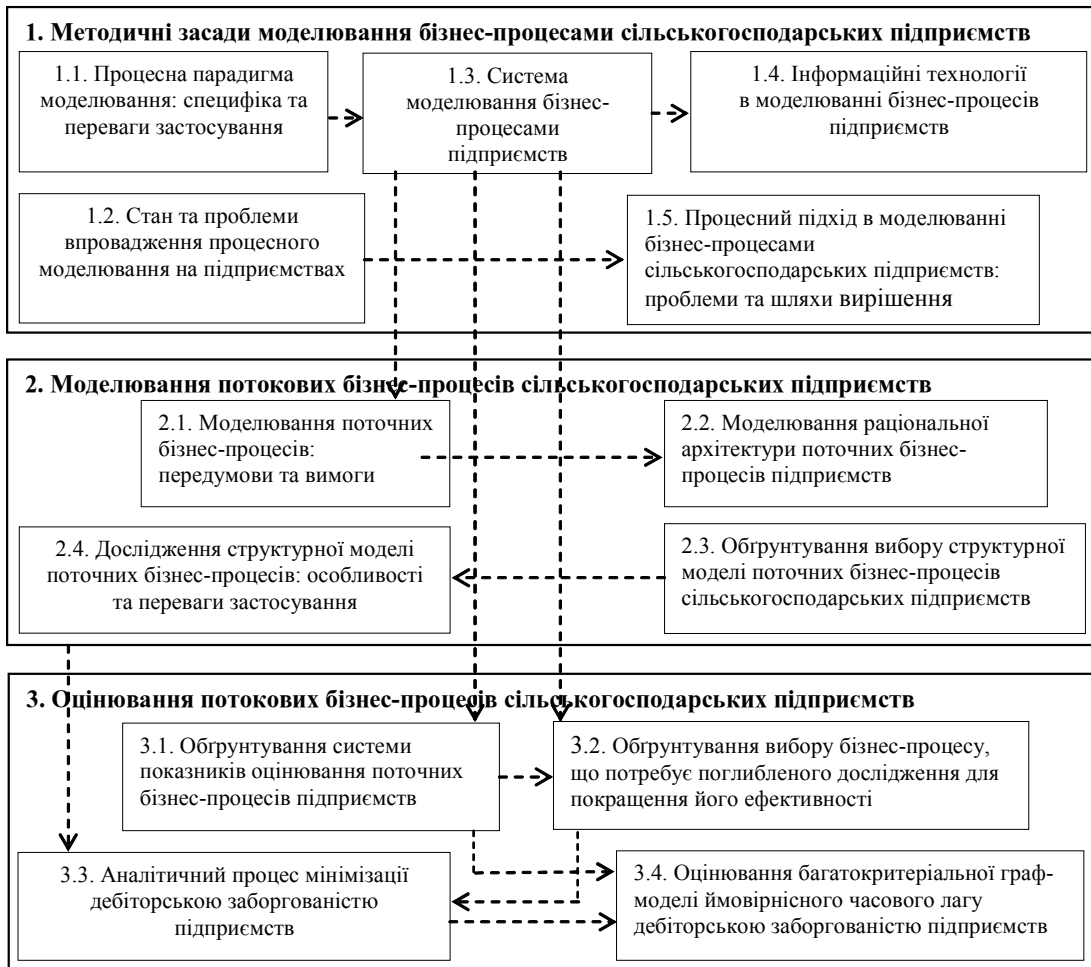 1. Методичні засади моделювання бізнес-процесами сільськогосподарських підприємств
1.1. Процесна парадигма
моделювання: специфіка та
переваги застосування
1.3. Система
моделювання бізнес-
процесами
підприємств
1.4. Інформаційні технології
в моделюванні бізнес-процесів
підприємств
1.2. Стан та проблеми
впровадження процесного
моделювання на підприємствах
1.5. Процесний підхід в моделюванні
бізнес-процесами
сільськогосподарських підприємств:
проблеми та шляхи вирішення
2. Моделювання потокових бізнес-процесів сільськогосподарських підприємств
2.1. Моделювання поточних
бізнес-процесів:
передумови та вимоги
2.2. Моделювання раціональної
архітектури поточних бізнес-
процесів підприємств
2.4. Дослідження структурної моделі
поточних бізнес-процесів: особливості
та переваги застосування
2.3. Обґрунтування вибору структурної
моделі поточних бізнес-процесів
сільськогосподарських підприємств
3. Оцінювання потокових бізнес-процесів сільськогосподарських підприємств
3.1. Обґрунтування системи
показників оцінювання поточних
бізнес-процесів підприємств
3.2. Обґрунтування вибору бізнес-процесу,
що потребує поглибленого дослідження для
покращення його ефективності
3.3. Аналітичний процес мінімізації
дебіторською заборгованістю
підприємств
3.4. Оцінювання багатокритеріальної граф-
моделі ймовірнісного часового лагу
дебіторською заборгованістю підприємств